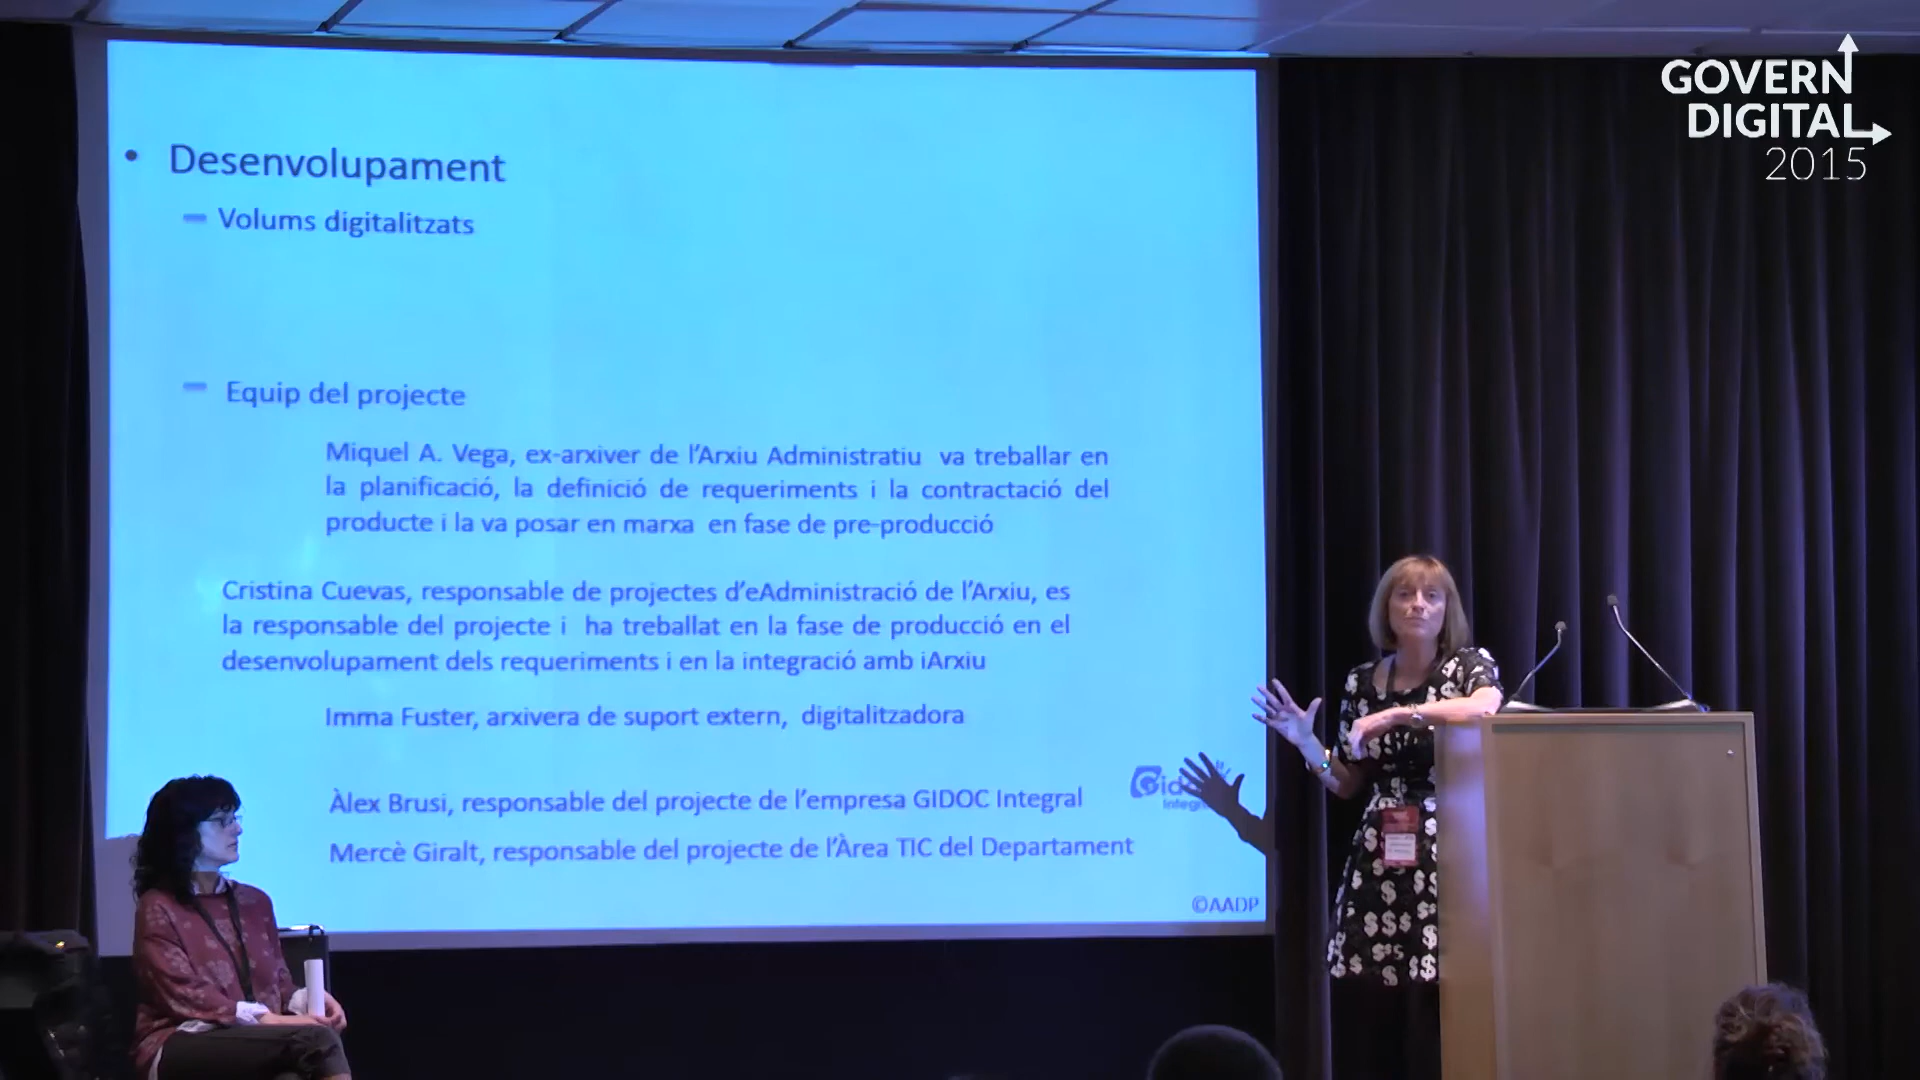 GOVERN
DIGITAL
2015
• Desenvolupament
– Volums digitalitzats
– Equip del projecte
Miquel A. Vega, ex-arxiver de l'Arxiu Administratiu va treballar en
la planificació, la definició de requeriments i la contractació del
producte i la va posar en marxa en fase de pre-producció
Cristina Cuevas, responsable de projectes d'eAdministració de l'Arxiu, es
la responsable del projecte i ha treballat en la fase de producció en el
desenvolupament dels requeriments i en la integració amb iArxiu
Imma Fuster, arxivera de suport extern, digitalitzadora
Àlex Brusi, responsable del projecte de l'empresa GIDOC Integral
Mercè Giralt, responsable del projecte de l'Àrea TIC del Departament
©AADP